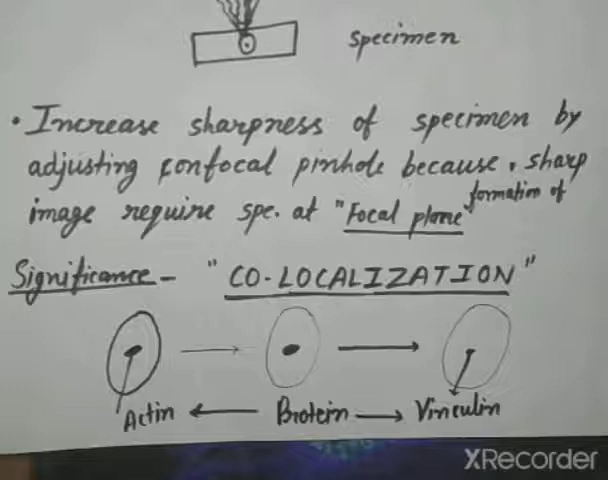 specimen
• Increase sharpness of specimen by
adjusting confocal pinhole because, sharp
image require spe. at "Focal plane" formation of
Significance - "CO-LOCALIZATION"
Actin Protein Vinculin
XRecorder